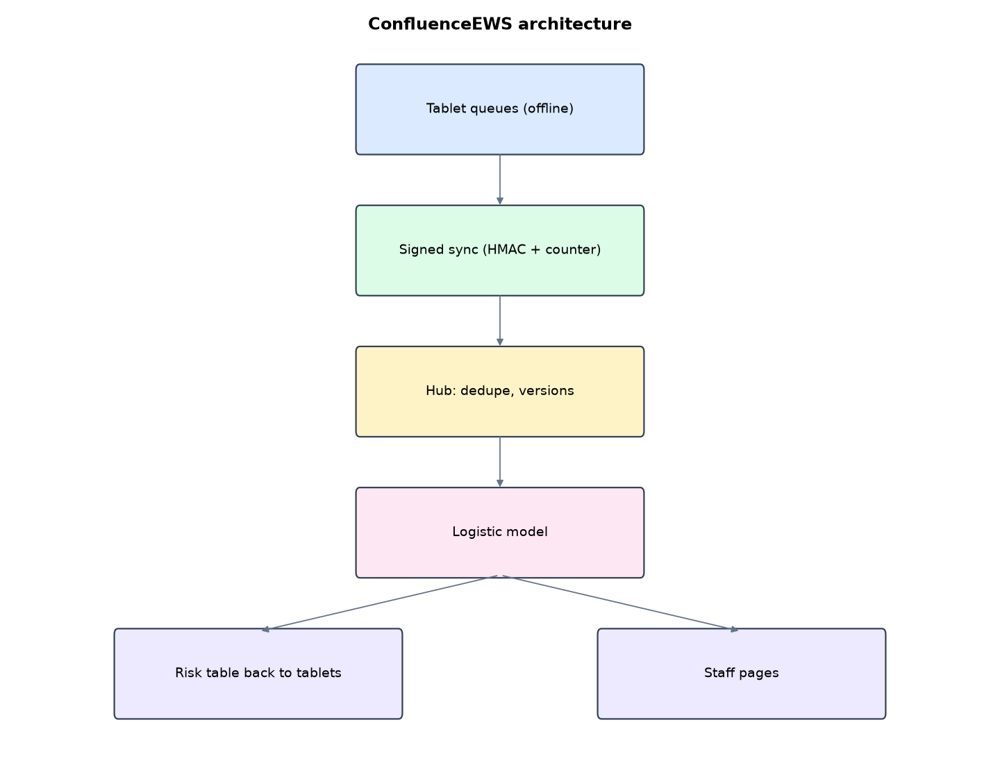 ConfluenceEWS architecture
Tablet queues (offline)
Signed sync (HMAC + counter)
Hub: dedupe, versions
Logistic model
Risk table back to tablets
Staff pages